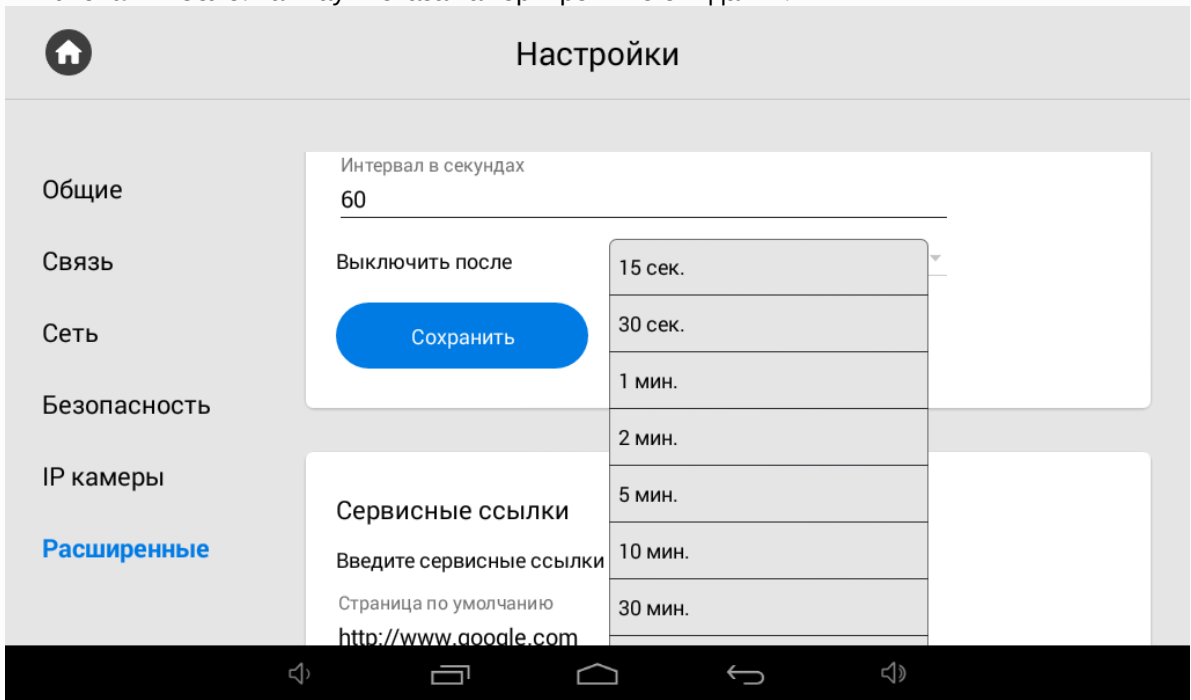 Настройки
Общие
Связь
Сеть
Безопасность
IP камеры
Расширенные
Интервал в секундах
60
Выключить после
15 сек.
30 сек.
1 мин.
2 мин.
5 мин.
10 мин.
30 мин.
Сохранить
Сервисные ссылки
Введите сервисные ссылки
Страница по умолчанию
http://www.google.com